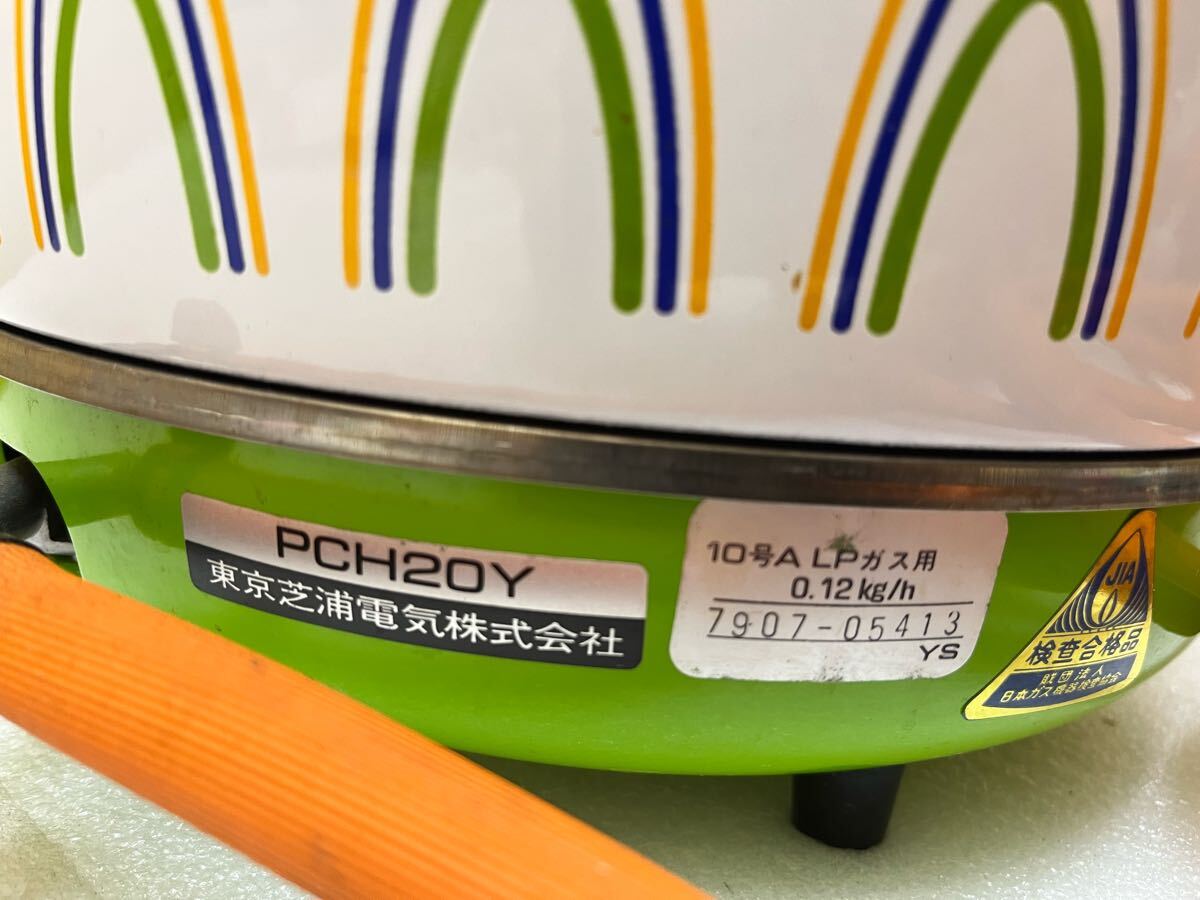 PCH20Y
東京芝浦電気株式会社
10号A LPガス用
0.12kg/h
7907-05413
YS
JIA
検査合格品
財団法人
日本ガス機器検査協会